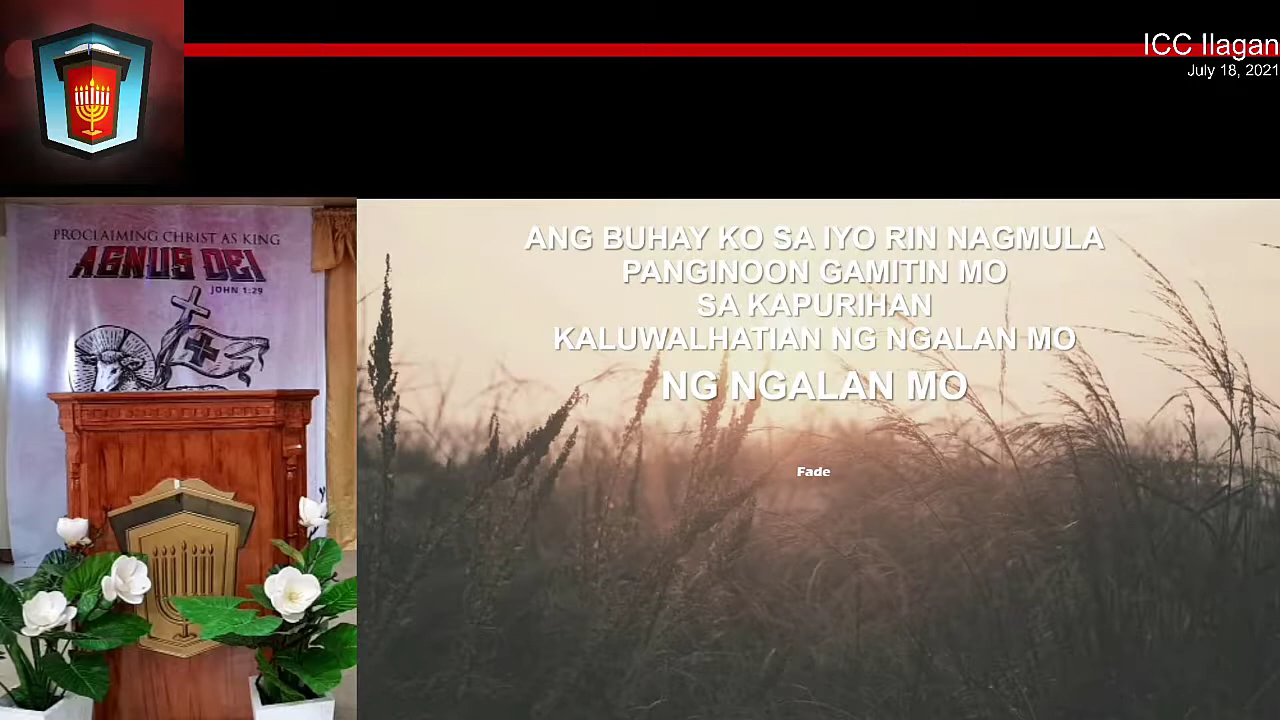 ICC Ilagan
July 18, 2021
PROCLAIMING CHRIST AS KING
AGNUS DEI
JOHN 1:29
ANG BUHAY KO SA IYO RIN NAGMULA
PANGINOON GAMITIN MO
SA KAPURIHAN
KALUWALHATIAN NG NGALAN MO
NG NGALAN MO
Fade